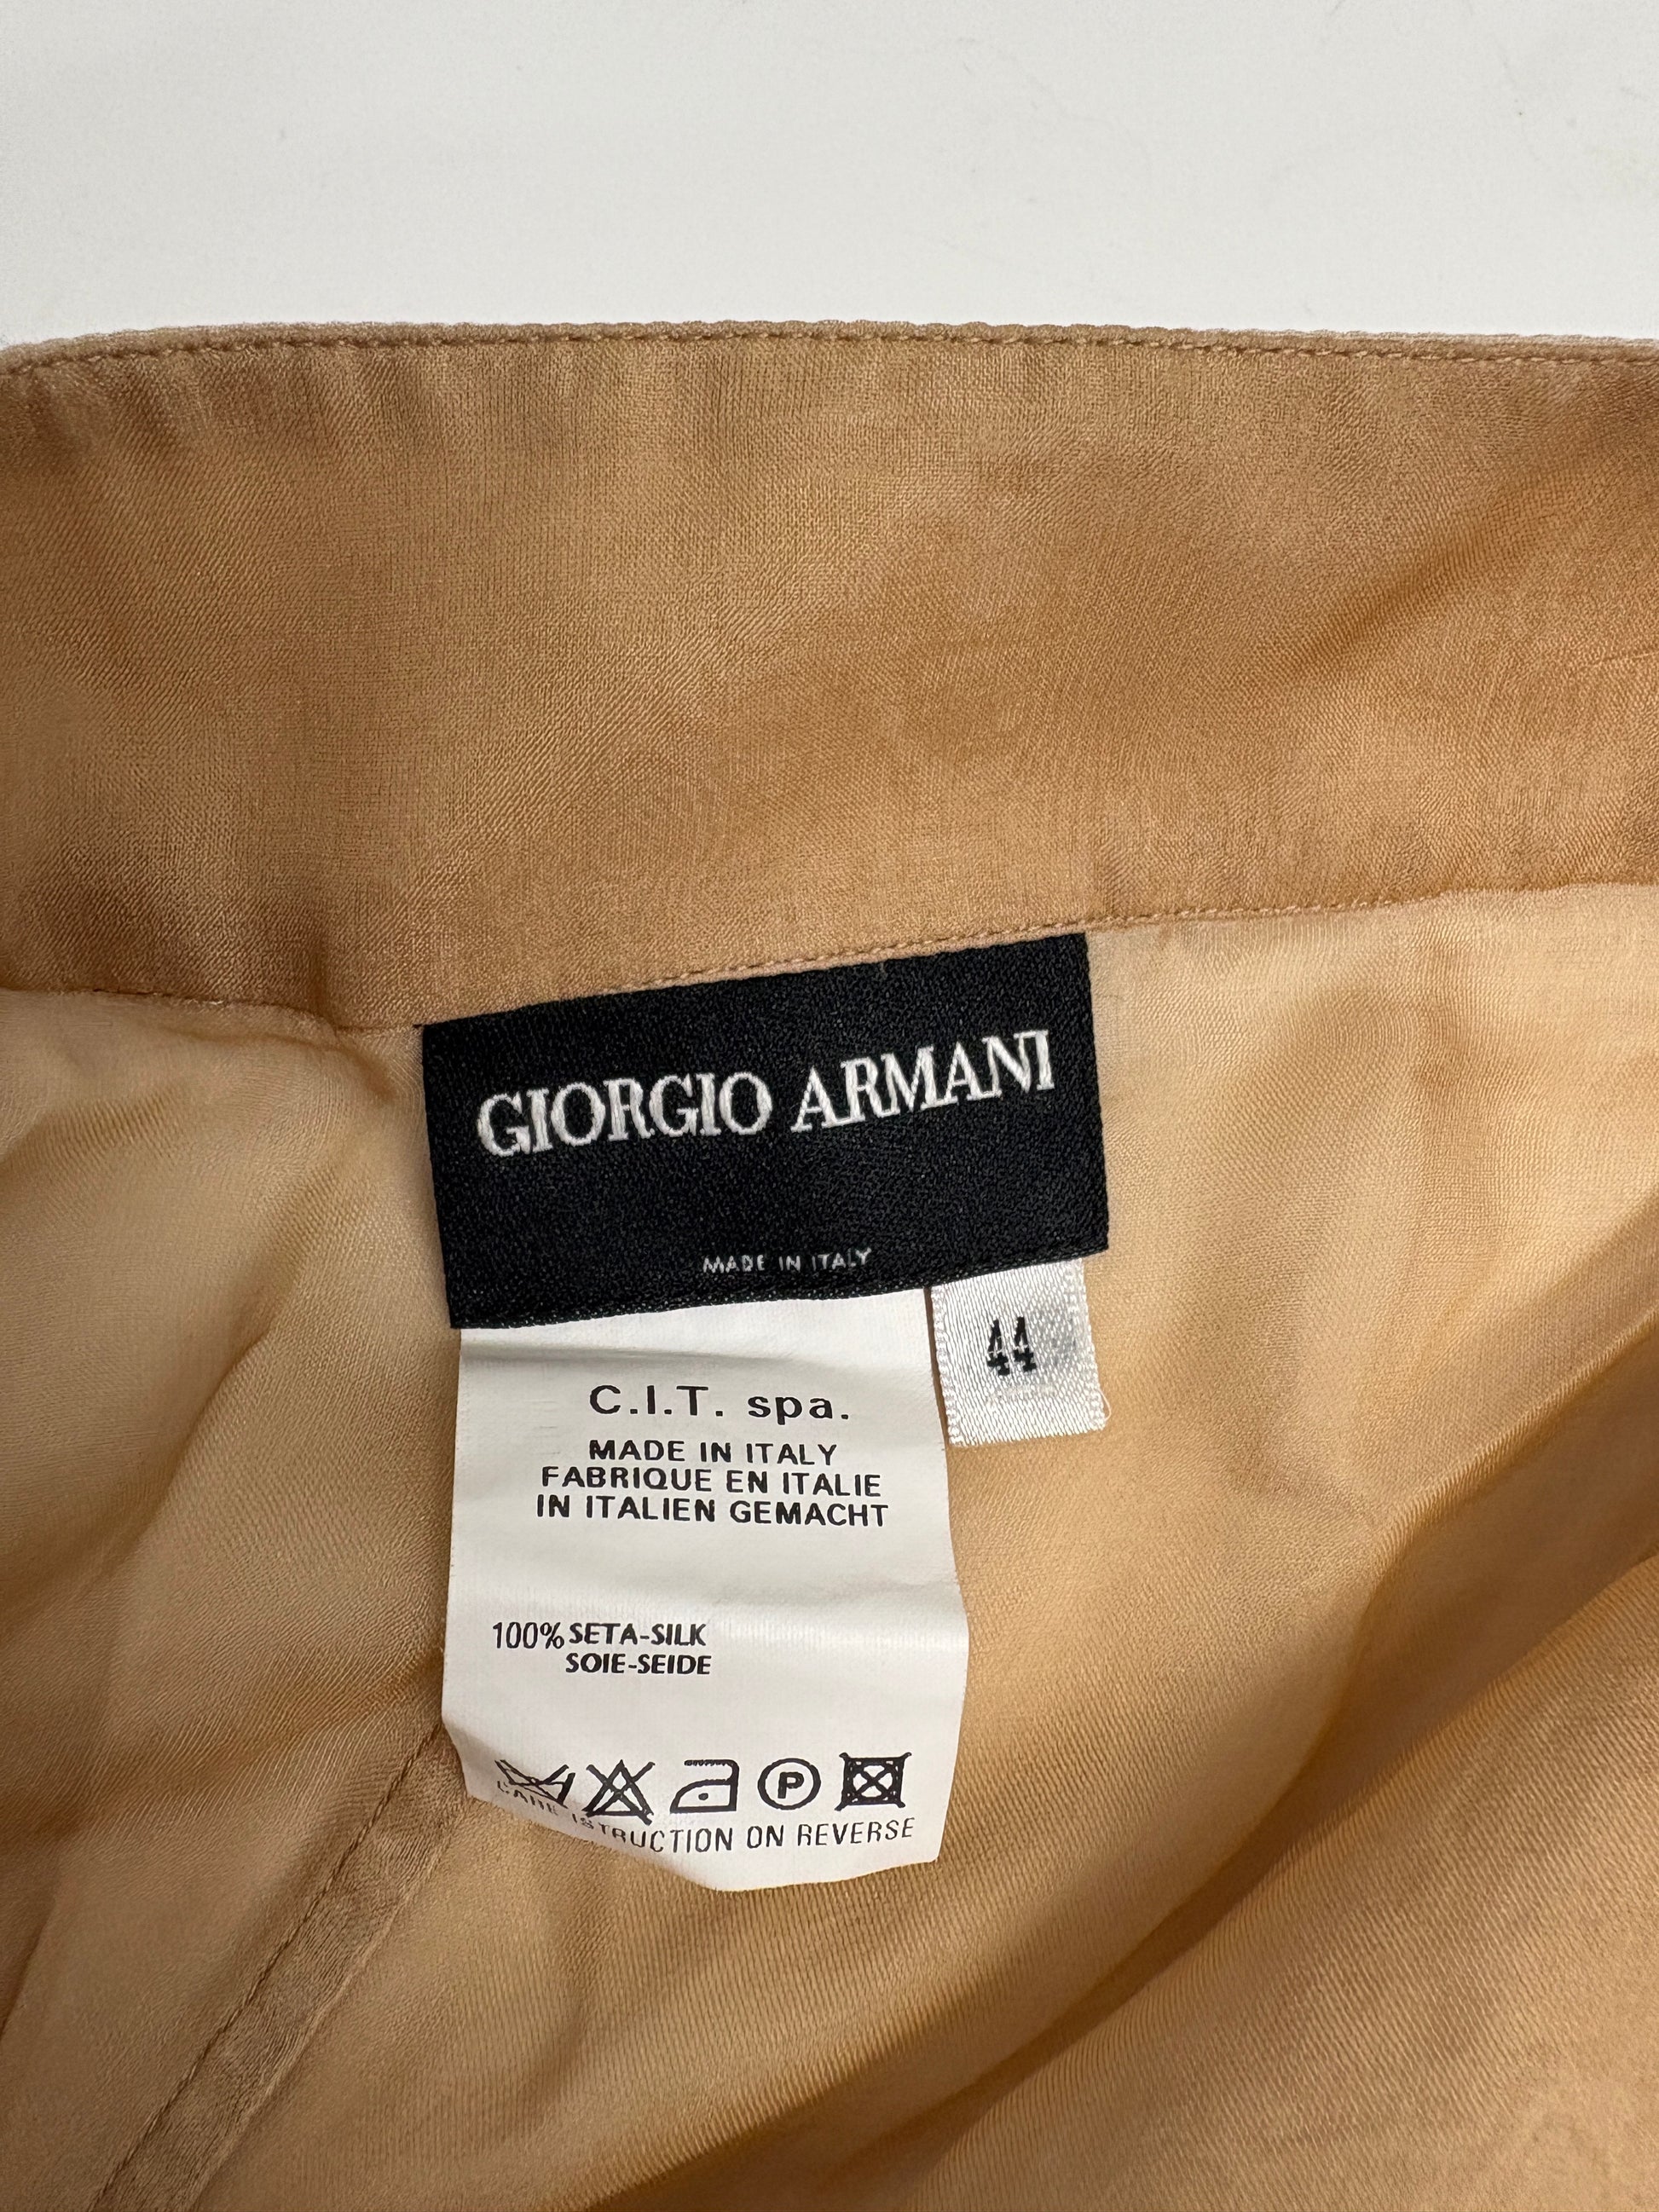 GIORGIO ARMANI
MADE IN ITALY
44
C.I.T. spa.
MADE IN ITALY
FABRIQUE EN ITALIE
IN ITALIEN GEMACHT
100% SETA-SILK
SOIE-SEIDE
P
CARE ISTRUCTION ON REVERSE